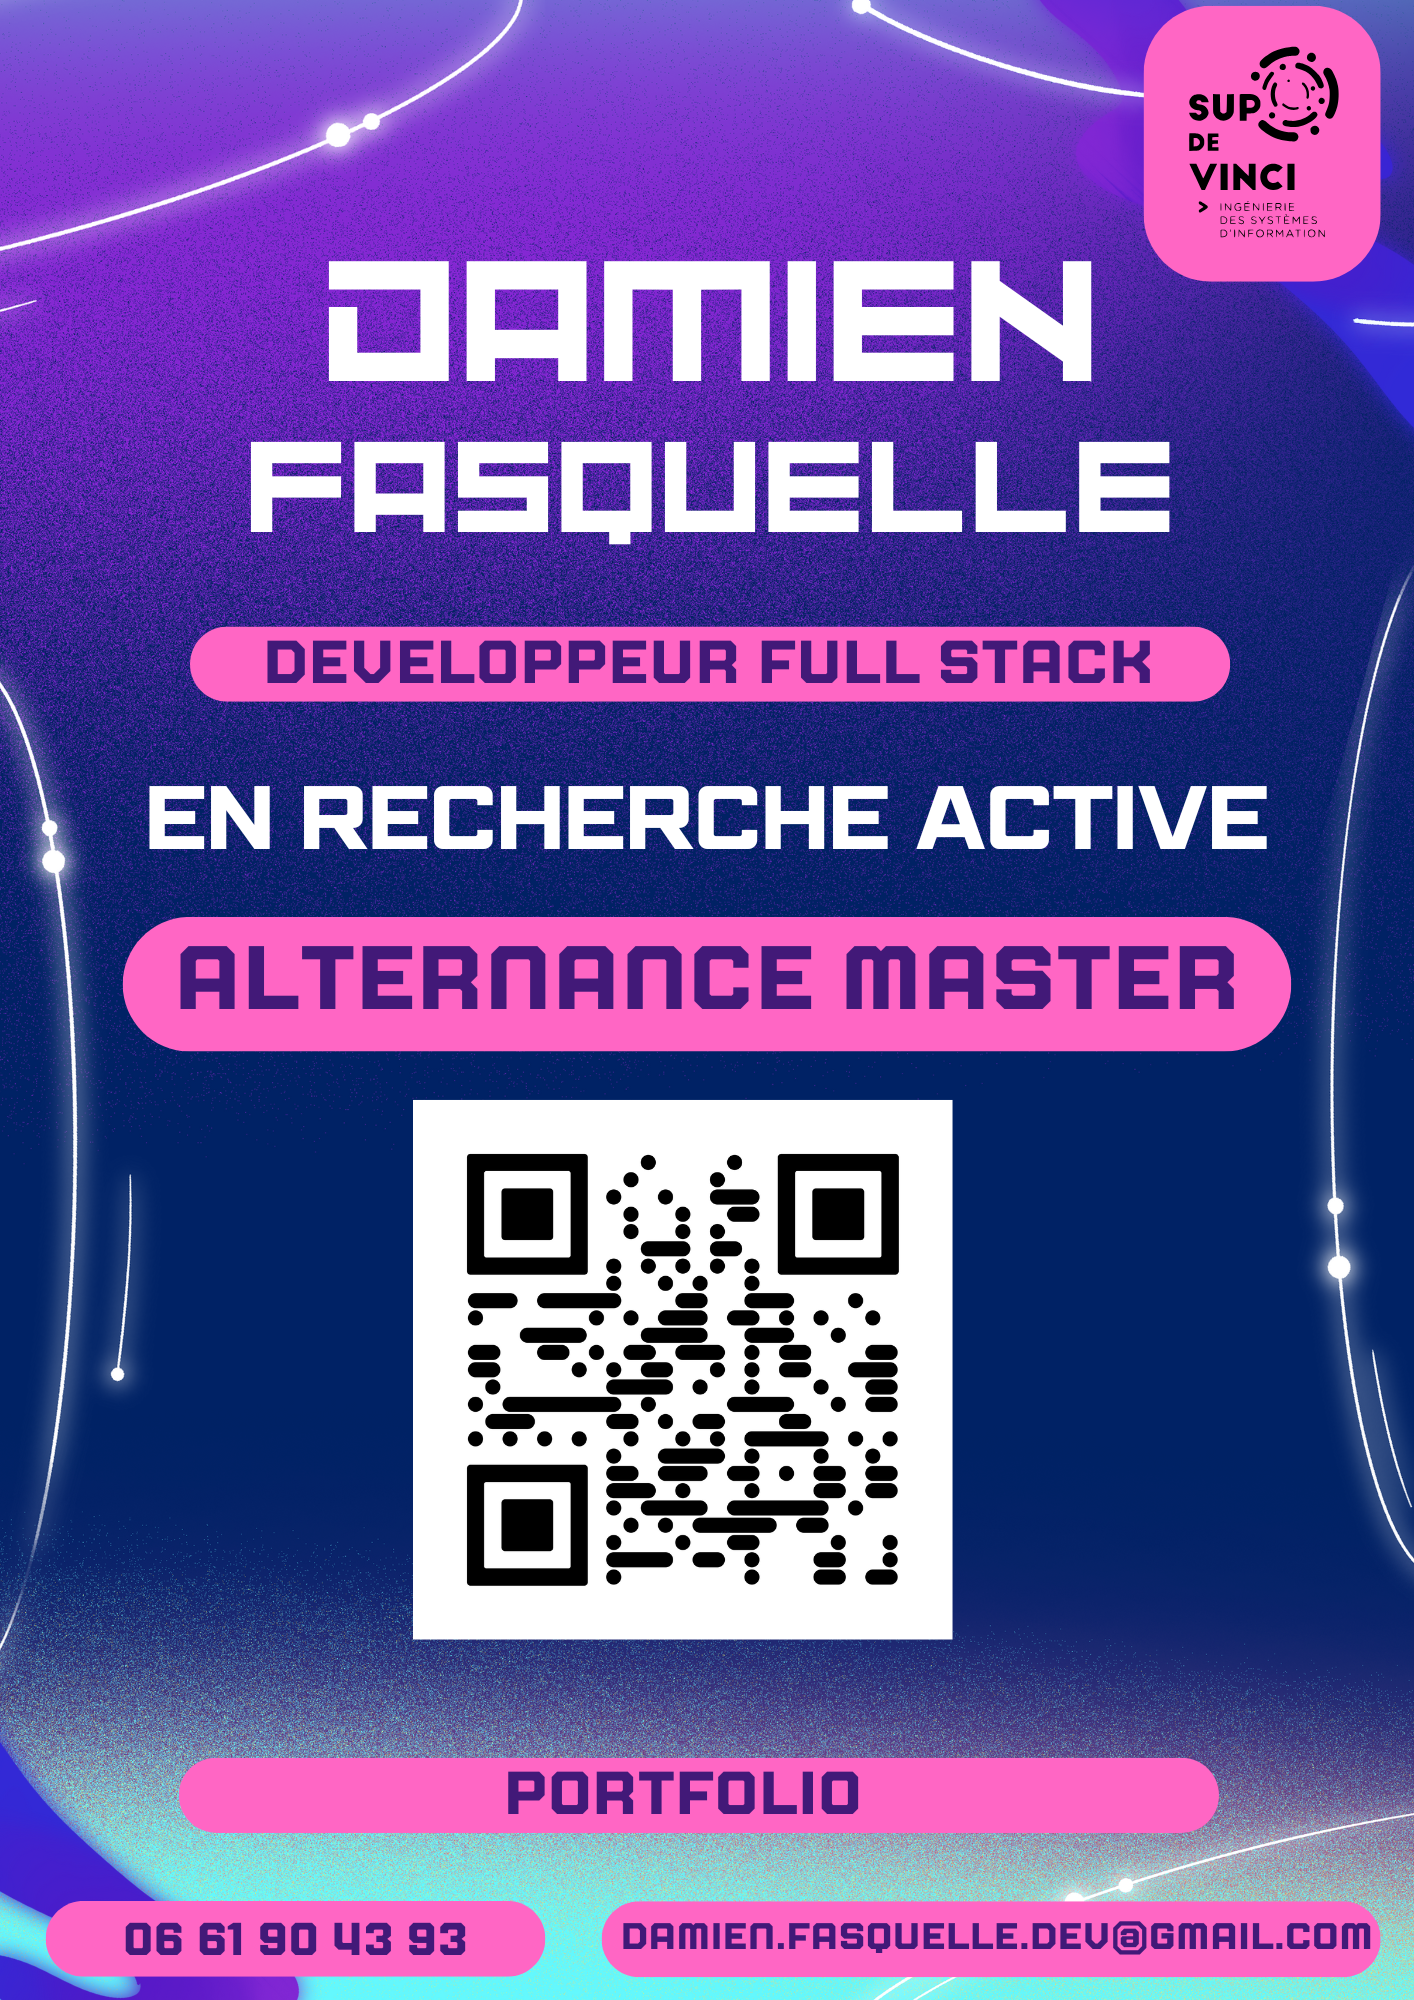 SUP
DE
VINCI
> INGÉNIERIE
DES SYSTÈMES
D'INFORMATION
DAMIEN
FASQUELLE
DEVELOPPEUR FULL STACK
EN RECHERCHE ACTIVE
ALTERNANCE MASTER
PORTFOLIO
06 61 90 43 93
DAMIEN.FASQUELLE.DEV@GMAIL.COM